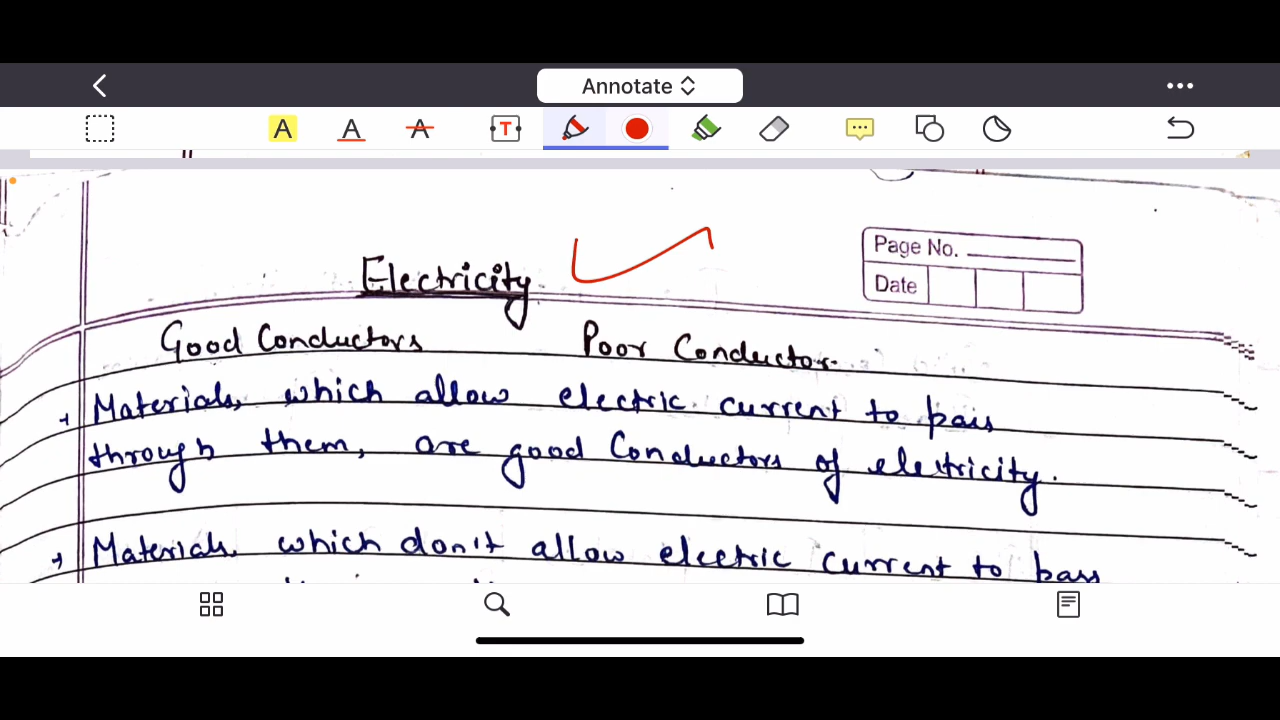 Annotate
A A A T
Page No.
Date
Electricity
Good Conductors Poor Conductor.
Materials, which allow electric current to pass
through them, are good Conductors of electricity.
Materials, which don't allow electric current to pass